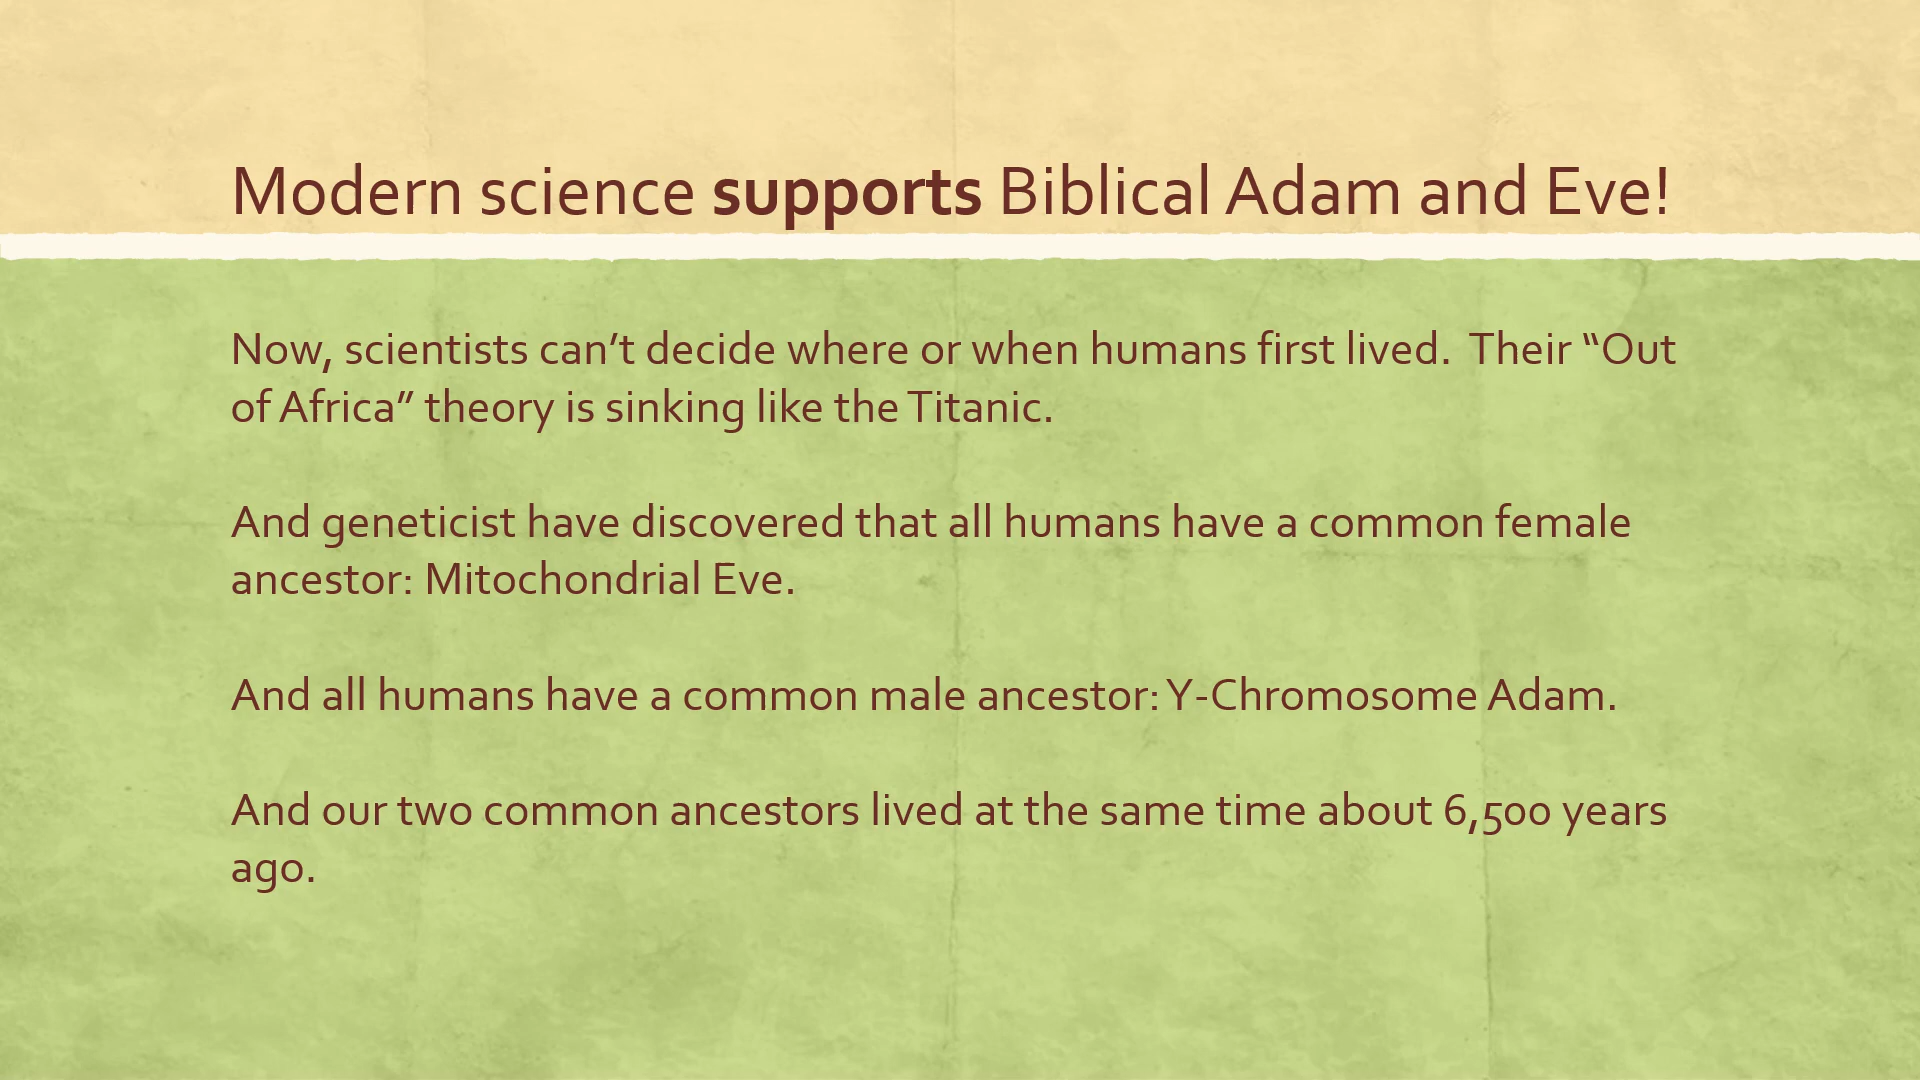 Modern science supports Biblical Adam and Eve!
Now, scientists can’t decide where or when humans first lived.  Their “Out
of Africa” theory is sinking like the Titanic.
And geneticist have discovered that all humans have a common female
ancestor: Mitochondrial Eve.
And all humans have a common male ancestor: Y-Chromosome Adam.
And our two common ancestors lived at the same time about 6,500 years
ago.